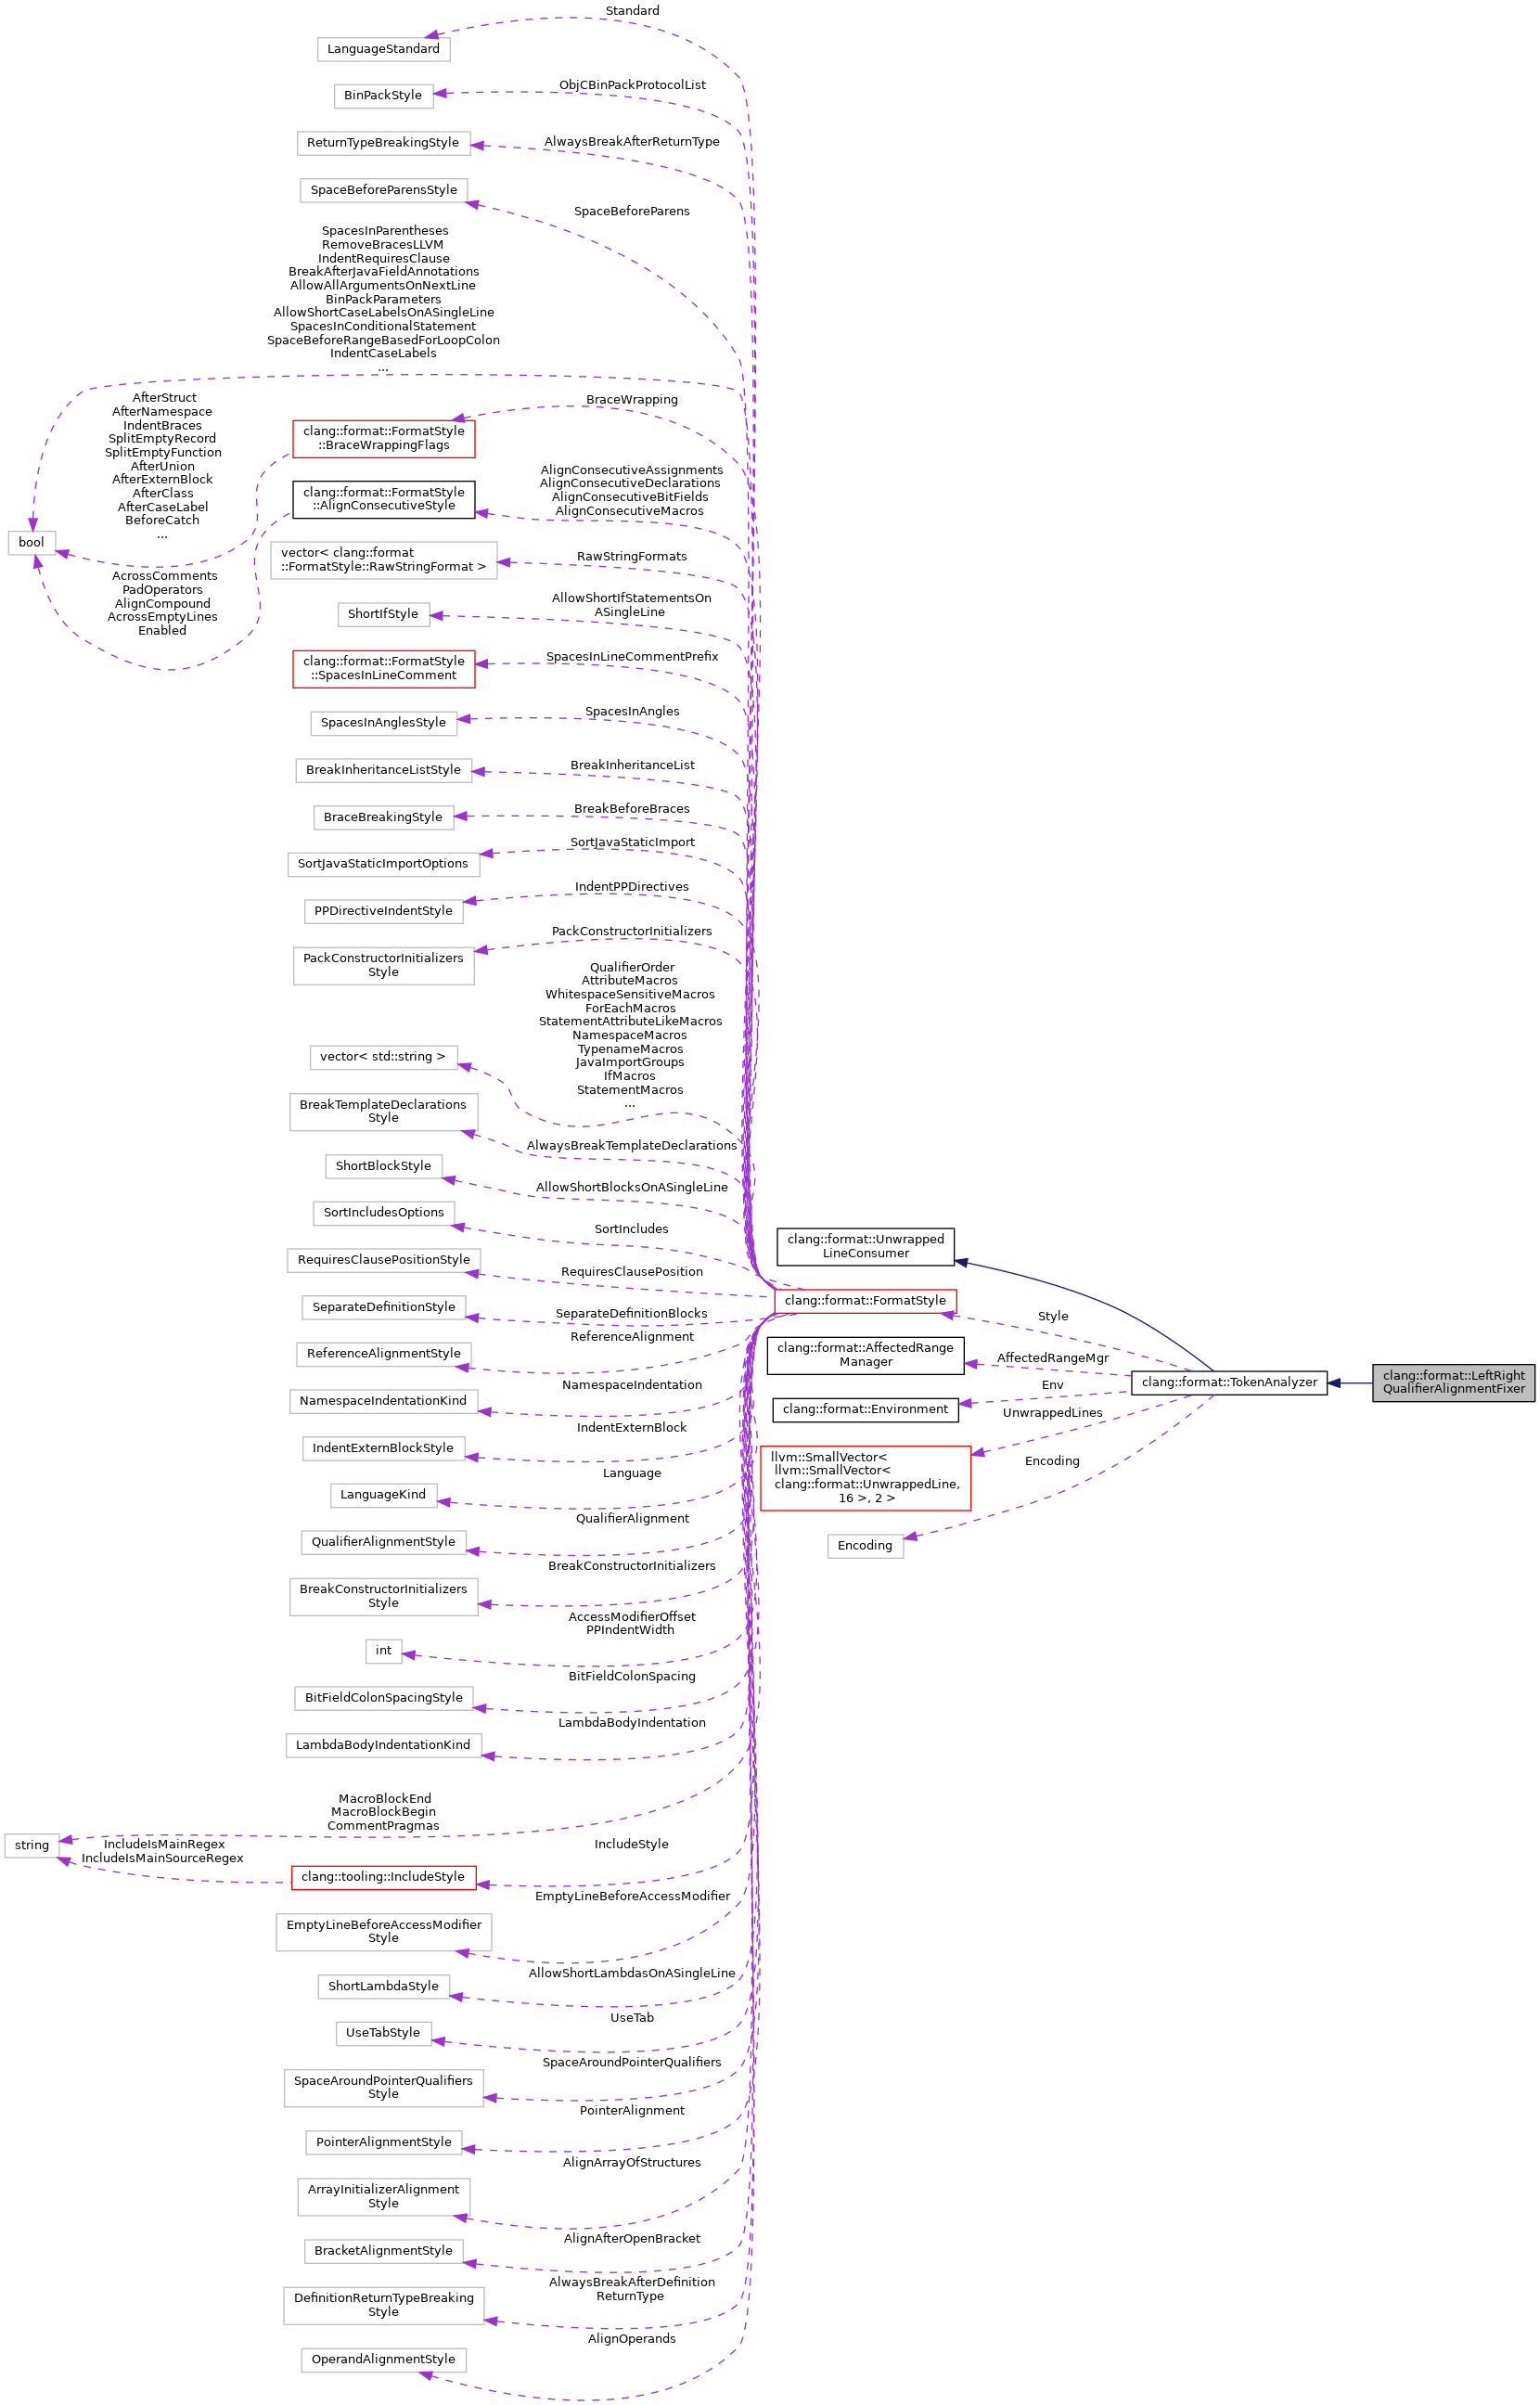 Standard
LanguageStandard
ObjCBinPackProtocolList
BinPackStyle
AlwaysBreakAfterReturnType
ReturnTypeBreakingStyle
SpaceBeforeParensStyle
SpaceBeforeParens
SpacesInParentheses
RemoveBracesLLVM
IndentRequiresClause
BreakAfterJavaFieldAnnotations
AllowAllArgumentsOnNextLine
BinPackParameters
AllowShortCaseLabelsOnASingleLine
SpacesInConditionalStatement
SpaceBeforeRangeBasedForLoopColon
IndentCaseLabels
...
AfterStruct
AfterNamespace
IndentBraces
SplitEmptyRecord
SplitEmptyFunction
AfterUnion
AfterExternBlock
AfterClass
AfterCaseLabel
BeforeCatch
...
BraceWrapping
clang::format::FormatStyle
::BraceWrappingFlags
AlignConsecutiveAssignments
AlignConsecutiveDeclarations
AlignConsecutiveBitFields
AlignConsecutiveMacros
clang::format::FormatStyle
::AlignConsecutiveStyle
bool
RawStringFormats
vector< clang::format
::FormatStyle::RawStringFormat >
AcrossComments
PadOperators
AlignCompound
AcrossEmptyLines
Enabled
AllowShortIfStatementsOn
ASingleLine
ShortIfStyle
SpacesInLineCommentPrefix
clang::format::FormatStyle
::SpacesInLineComment
SpacesInAngles
SpacesInAnglesStyle
BreakInheritanceList
BreakInheritanceListStyle
BreakBeforeBraces
BraceBreakingStyle
SortJavaStaticImport
SortJavaStaticImportOptions
IndentPPDirectives
PPDirectiveIndentStyle
PackConstructorInitializers
PackConstructorInitializers
Style
QualifierOrder
AttributeMacros
WhitespaceSensitiveMacros
ForEachMacros
StatementAttributeLikeMacros
NamespaceMacros
TypenameMacros
JavaImportGroups
IfMacros
StatementMacros
...
vector< std::string >
BreakTemplateDeclarations
Style
AlwaysBreakTemplateDeclarations
ShortBlockStyle
AllowShortBlocksOnASingleLine
SortIncludesOptions
SortIncludes
RequiresClausePositionStyle
RequiresClausePosition
SeparateDefinitionStyle
SeparateDefinitionBlocks
ReferenceAlignment
ReferenceAlignmentStyle
NamespaceIndentation
NamespaceIndentationKind
IndentExternBlock
IndentExternBlockStyle
Language
LanguageKind
QualifierAlignment
QualifierAlignmentStyle
BreakConstructorInitializers
BreakConstructorInitializers
Style
AccessModifierOffset
PPIndentWidth
int
BitFieldColonSpacing
BitFieldColonSpacingStyle
LambdaBodyIndentation
LambdaBodyIndentationKind
MacroBlockEnd
MacroBlockBegin
CommentPragmas
string
IncludeIsMainRegex
IncludeIsMainSourceRegex
IncludeStyle
clang::tooling::IncludeStyle
EmptyLineBeforeAccessModifier
EmptyLineBeforeAccessModifier
Style
AllowShortLambdasOnASingleLine
ShortLambdaStyle
UseTab
UseTabStyle
SpaceAroundPointerQualifiers
SpaceAroundPointerQualifiers
Style
PointerAlignment
PointerAlignmentStyle
AlignArrayOfStructures
ArrayInitializerAlignment
Style
AlignAfterOpenBracket
BracketAlignmentStyle
AlwaysBreakAfterDefinition
ReturnType
DefinitionReturnTypeBreaking
Style
AlignOperands
OperandAlignmentStyle
clang::format::Unwrapped
LineConsumer
clang::format::FormatStyle
Style
clang::format::AffectedRange
Manager
AffectedRangeMgr
Env
clang::format::Environment
UnwrappedLines
llvm::SmallVector<
llvm::SmallVector<
clang::format::UnwrappedLine,
16 >, 2 >
Encoding
Encoding
clang::format::TokenAnalyzer
clang::format::LeftRight
QualifierAlignmentFixer